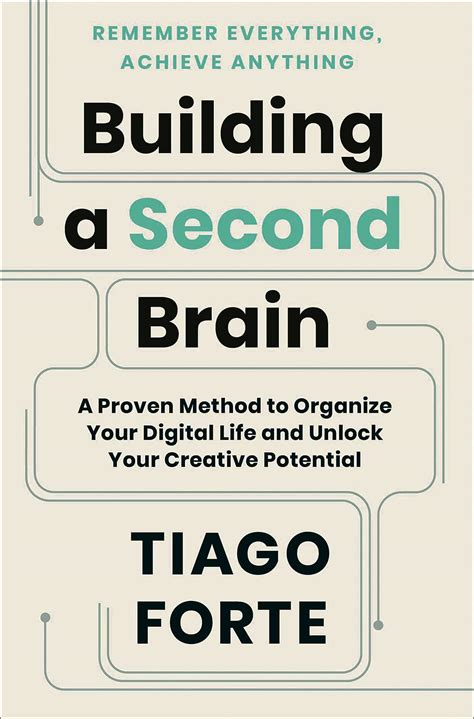 REMEMBER EVERYTHING,
ACHIEVE ANYTHING
Building
a Second
Brain
A Proven Method to Organize
Your Digital Life and Unlock
Your Creative Potential
TIAGO
FORTE